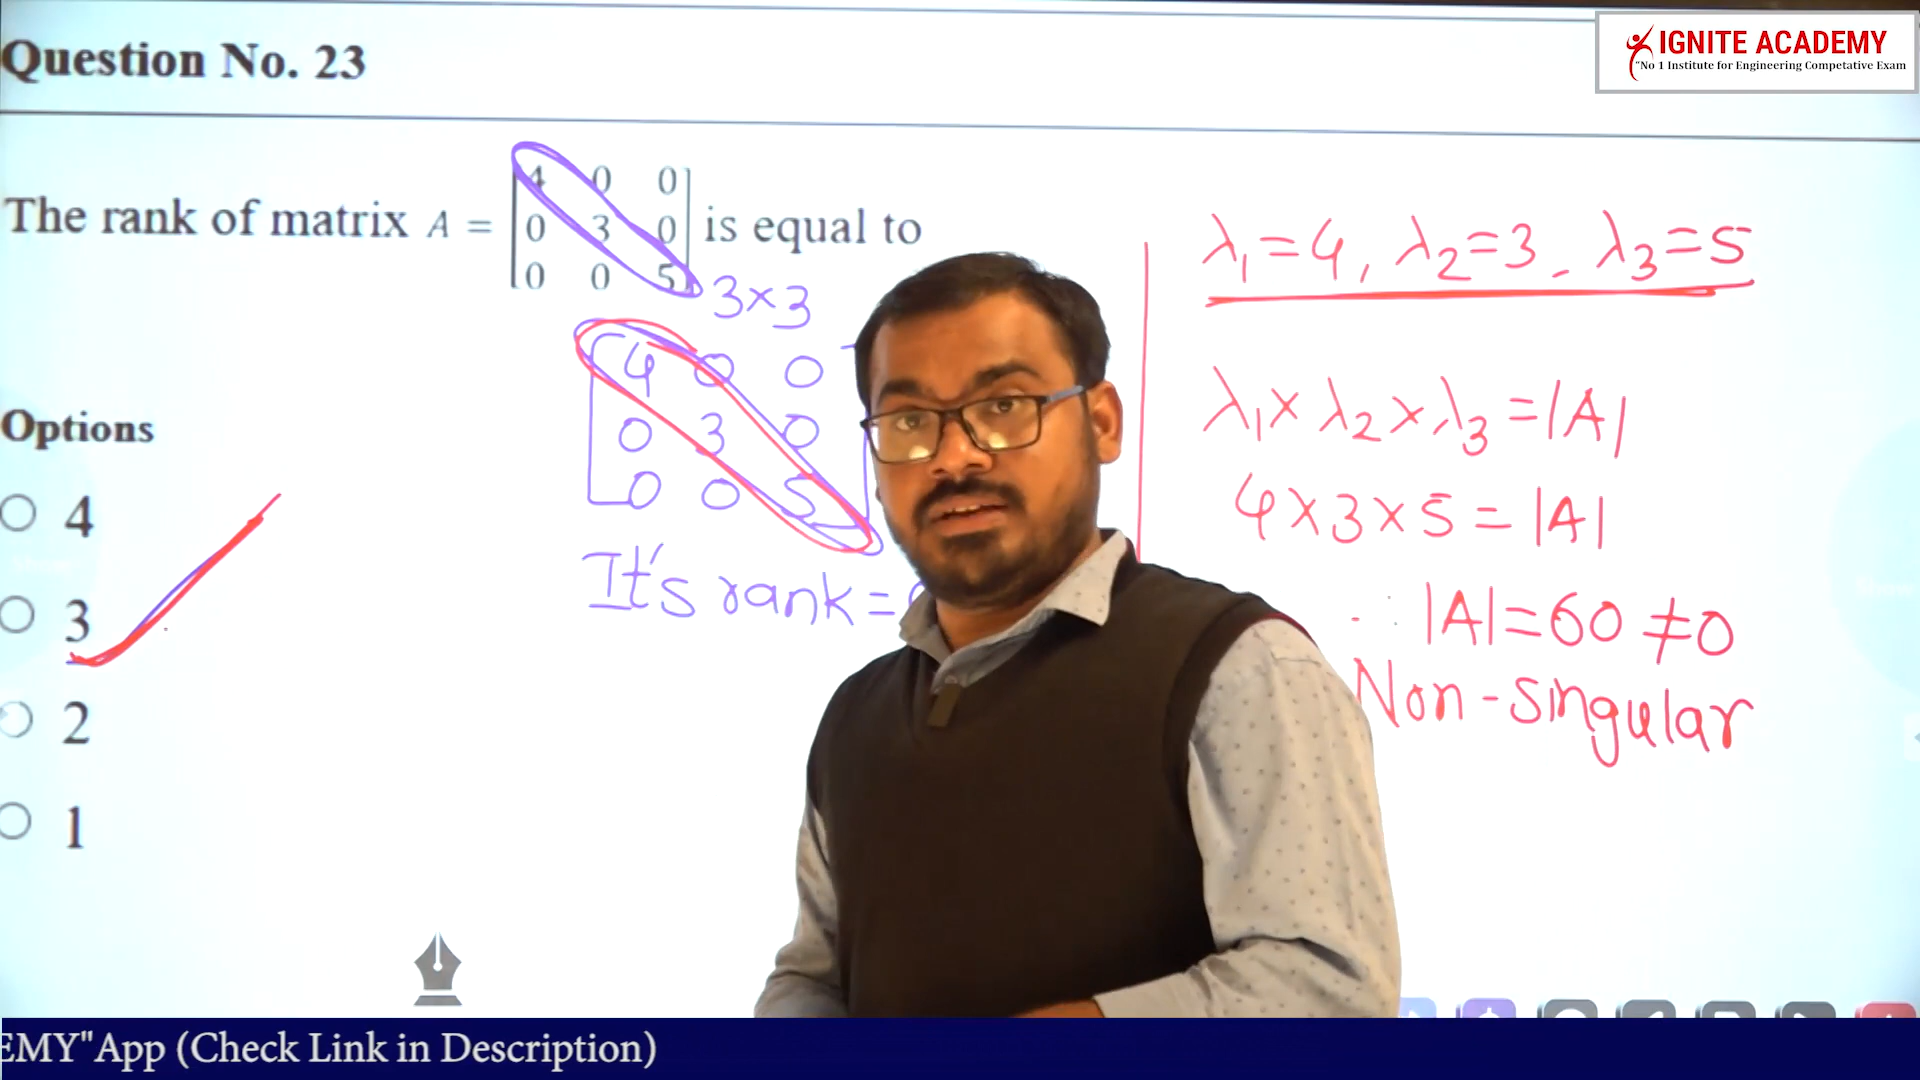 Question No. 23
IGNITE ACADEMY
"No 1 Institute for Engineering Competative Exam
The rank of matrix A = is equal to
4 0 0
0 3 0
0 0 5
3×3
4 0 0
0 3 0
0 0 5
It's rank =
Options
4
3
2
1
λ₁=4, λ₂=3. λ₃=5
λ₁× λ₂ × λ₃ =|A|
4×3×5 = |A|
|A|=60 ≠0
Non-singular
EMY"App (Check Link in Description)